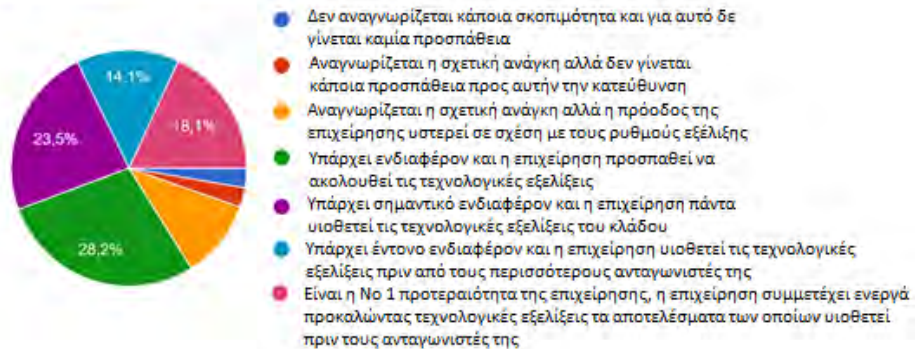 Δεν αναγνωρίζεται κάποια σκοπιμότητα και για αυτό δε
γίνεται καμία προσπάθεια
Αναγνωρίζεται η σχετική ανάγκη αλλά δεν γίνεται
κάποια προσπάθεια προς αυτήν την κατεύθυνση
Αναγνωρίζεται η σχετική ανάγκη αλλά η πρόοδος της
επιχείρησης υστερεί σε σχέση με τους ρυθμούς εξέλιξης
Υπάρχει ενδιαφέρον και η επιχείρηση προσπαθεί να
ακολουθεί τις τεχνολογικές εξελίξεις
Υπάρχει σημαντικό ενδιαφέρον και η επιχείρηση πάντα
υιοθετεί τις τεχνολογικές εξελίξεις του κλάδου
Υπάρχει έντονο ενδιαφέρον και η επιχείρηση υιοθετεί τις τεχνολογικές
εξελίξεις πριν από τους περισσότερους ανταγωνιστές της
Είναι η Νο 1 προτεραιότητα της επιχείρησης, η επιχείρηση συμμετέχει ενεργά
προκαλώντας τεχνολογικές εξελίξεις τα αποτελέσματα των οποίων υιοθετεί
πριν τους ανταγωνιστές της
14,1%
18,1%
23,5%
28,2%